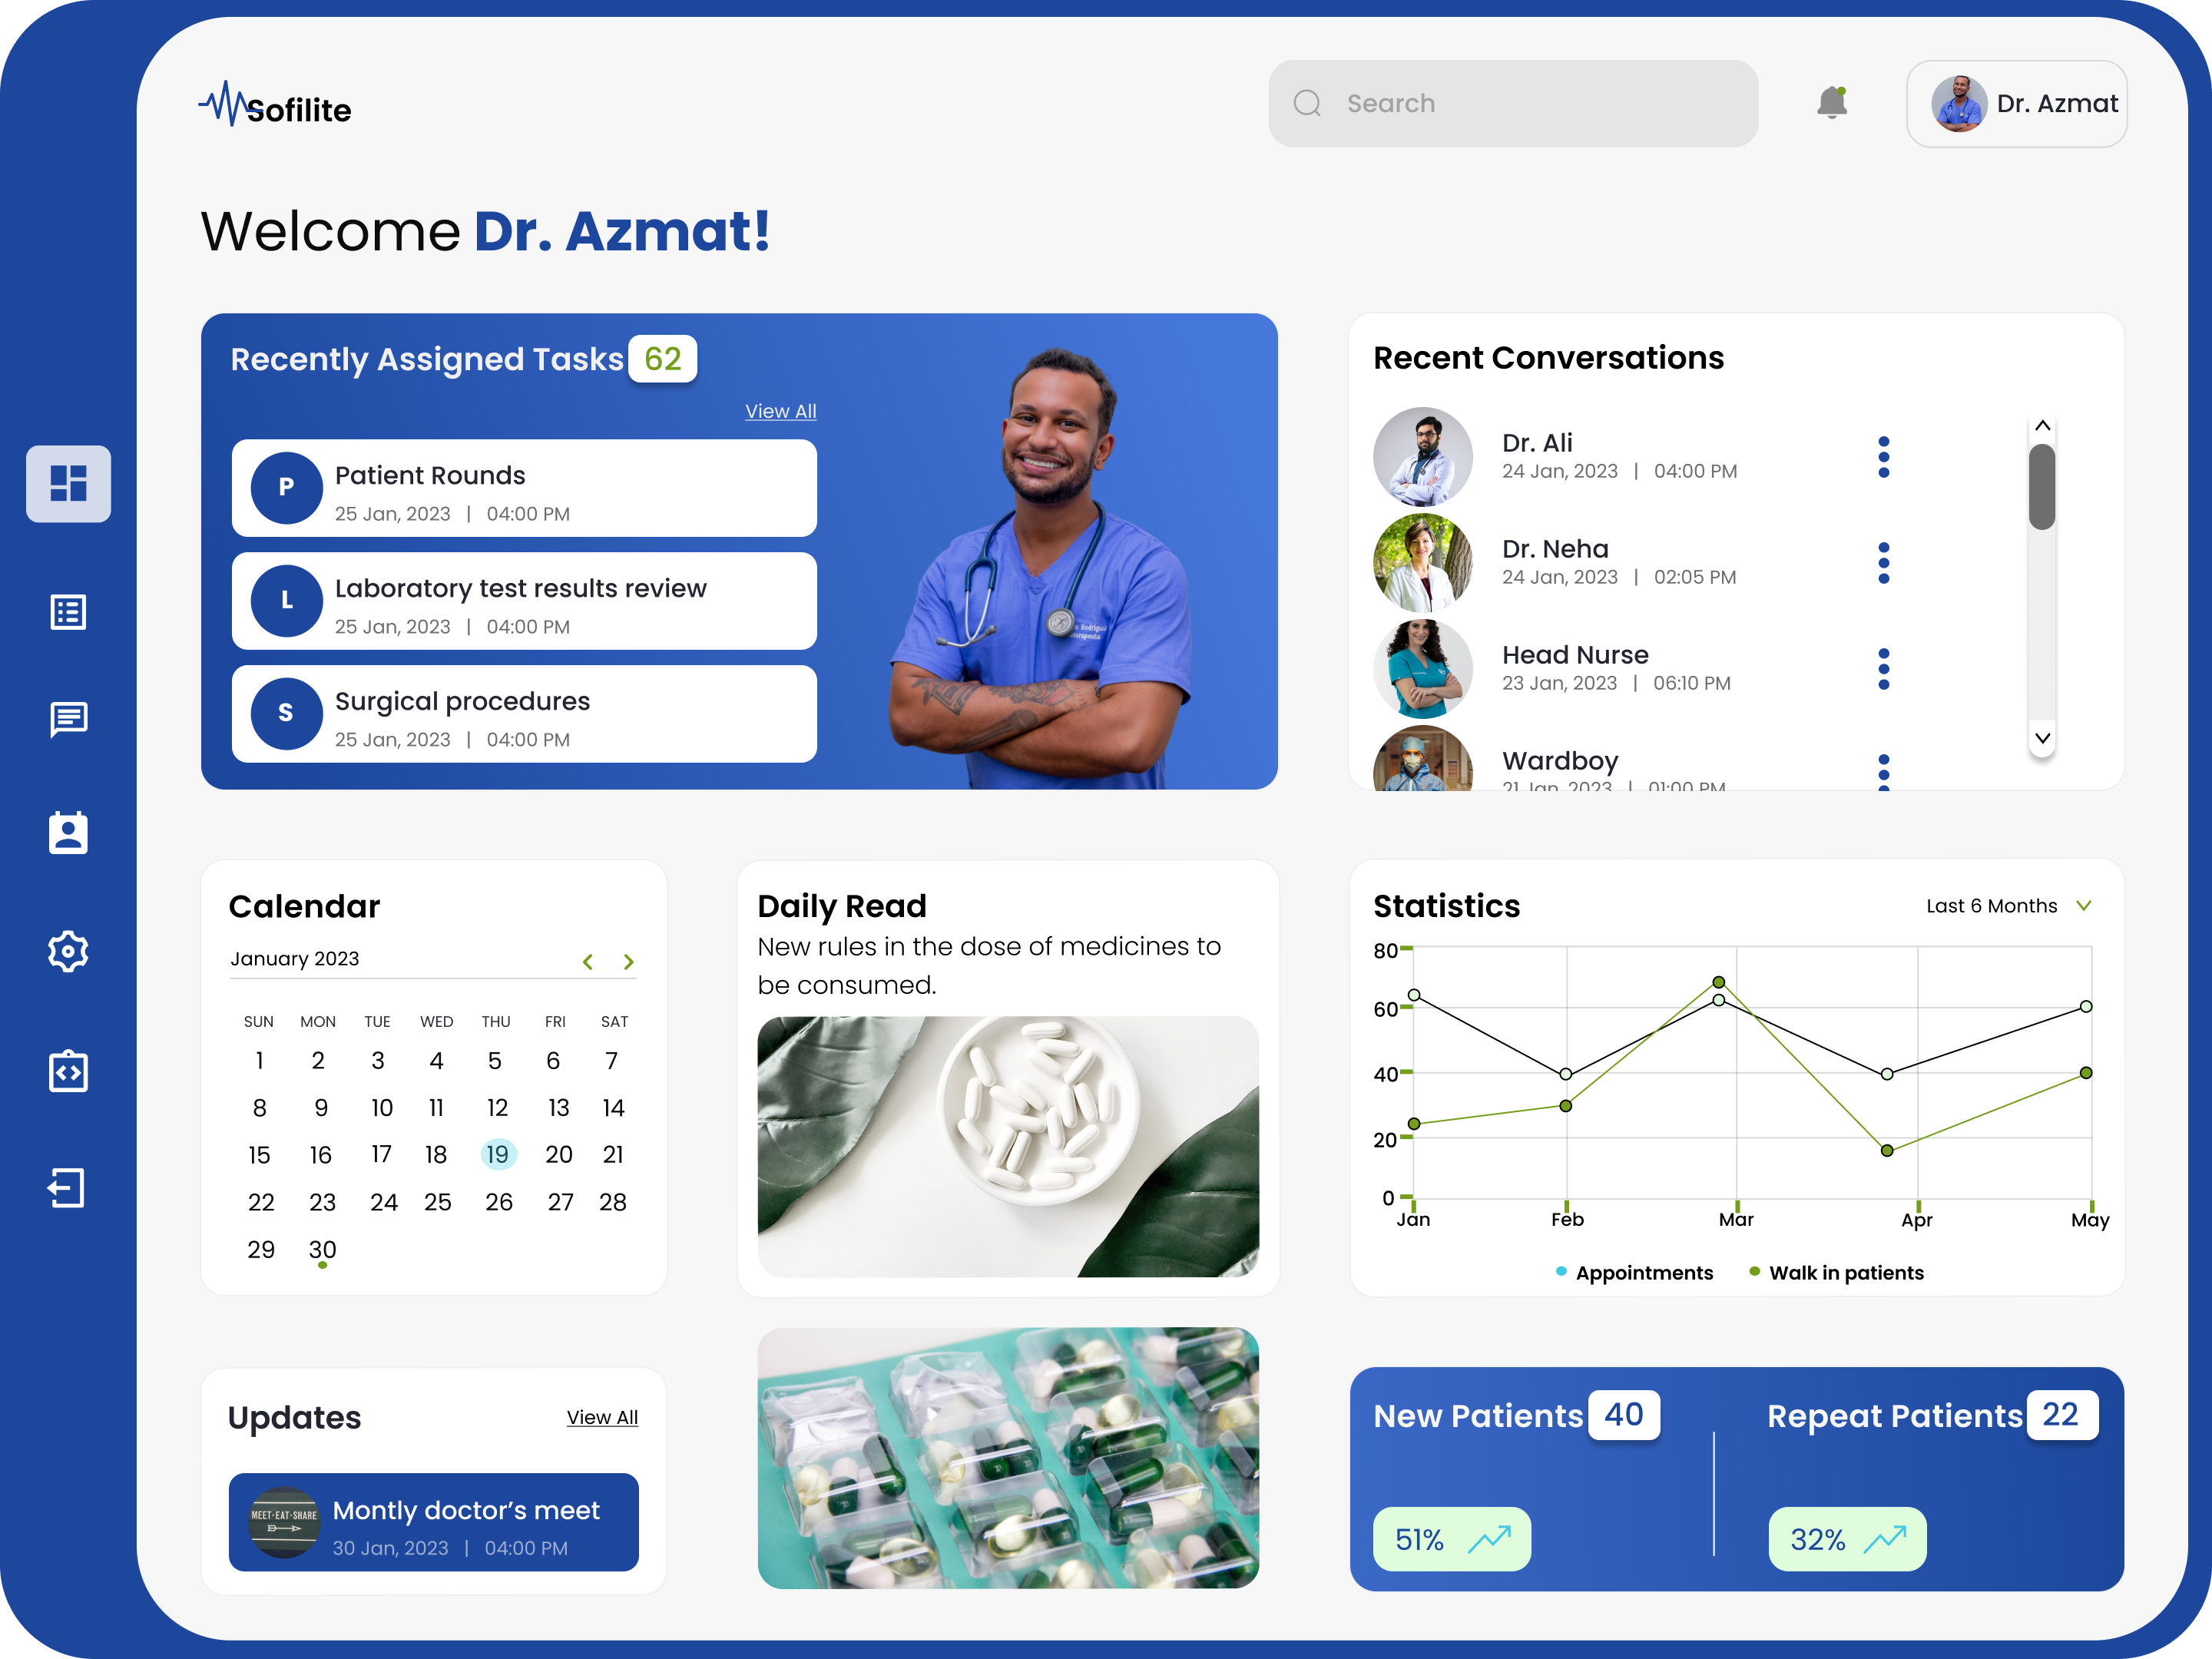 Sofilite
Search
Dr. Azmat
Welcome Dr. Azmat!
Recently Assigned Tasks 62
View All
P
Patient Rounds
25 Jan, 2023 | 04:00 PM
L
Laboratory test results review
25 Jan, 2023 | 04:00 PM
S
Surgical procedures
25 Jan, 2023 | 04:00 PM
Recent Conversations
Dr. Ali
24 Jan, 2023 | 04:00 PM
Dr. Neha
24 Jan, 2023 | 02:05 PM
Head Nurse
23 Jan, 2023 | 06:10 PM
Wardboy
21 Jan, 2023 | 01:00 PM
Calendar
January 2023
SUN MON TUE WED THU FRI SAT
1 2 3 4 5 6 7
8 9 10 11 12 13 14
15 16 17 18 19 20 21
22 23 24 25 26 27 28
29 30
Daily Read
New rules in the dose of medicines to
be consumed.
Statistics
Last 6 Months
80
60
40
20
0
Jan Feb Mar Apr May
Appointments Walk in patients
Updates
View All
MEET·EAT·SHARE
Montly doctor’s meet
30 Jan, 2023 | 04:00 PM
New Patients 40
51%
Repeat Patients 22
32%